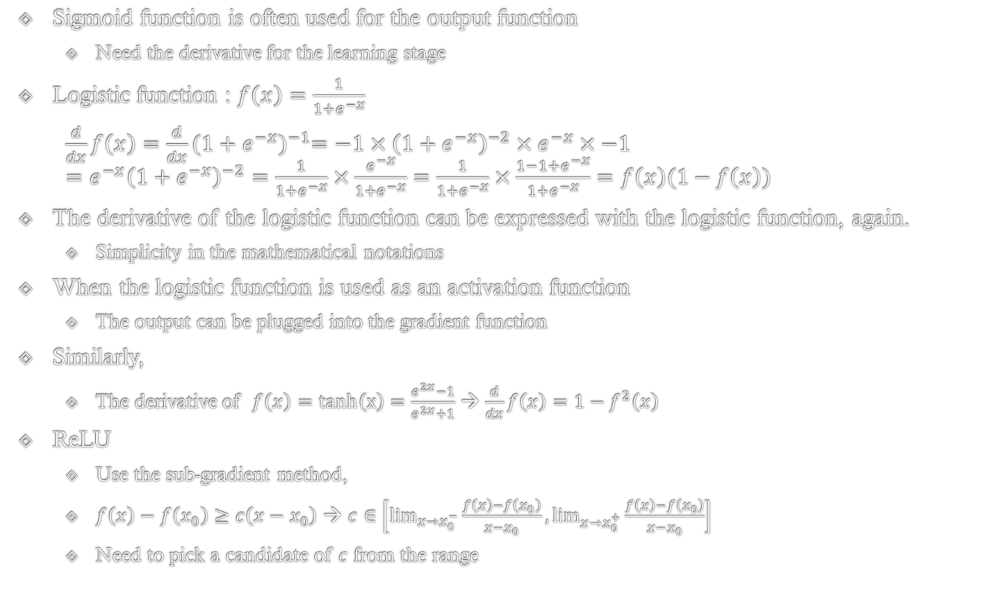 ◈ Sigmoid function is often used for the output function
◈ Need the derivative for the learning stage
◈ Logistic function : $f(x) = \frac{1}{1+e^{-x}}$
$\frac{d}{dx}f(x) = \frac{d}{dx}(1+e^{-x})^{-1} = -1 \times (1+e^{-x})^{-2} \times e^{-x} \times -1$
$= e^{-x}(1+e^{-x})^{-2} = \frac{1}{1+e^{-x}} \times \frac{e^{-x}}{1+e^{-x}} = \frac{1}{1+e^{-x}} \times \frac{1-1+e^{-x}}{1+e^{-x}} = f(x)(1-f(x))$
◈ The derivative of the logistic function can be expressed with the logistic function, again.
◈ Simplicity in the mathematical notations
◈ When the logistic function is used as an activation function
◈ The output can be plugged into the gradient function
◈ Similarly,
◈ The derivative of $f(x) = \text{tanh(x)} = \frac{e^{2x}-1}{e^{2x}+1} \rightarrow \frac{d}{dx}f(x) = 1 - f^2(x)$
◈ ReLU
◈ Use the sub-gradient method,
◈ $f(x) - f(x_0) \geq c(x - x_0) \rightarrow c \in \left[\lim_{x \to x_0^-} \frac{f(x)-f(x_0)}{x-x_0}, \lim_{x \to x_0^+} \frac{f(x)-f(x_0)}{x-x_0}\right]$
◈ Need to pick a candidate of $c$ from the range